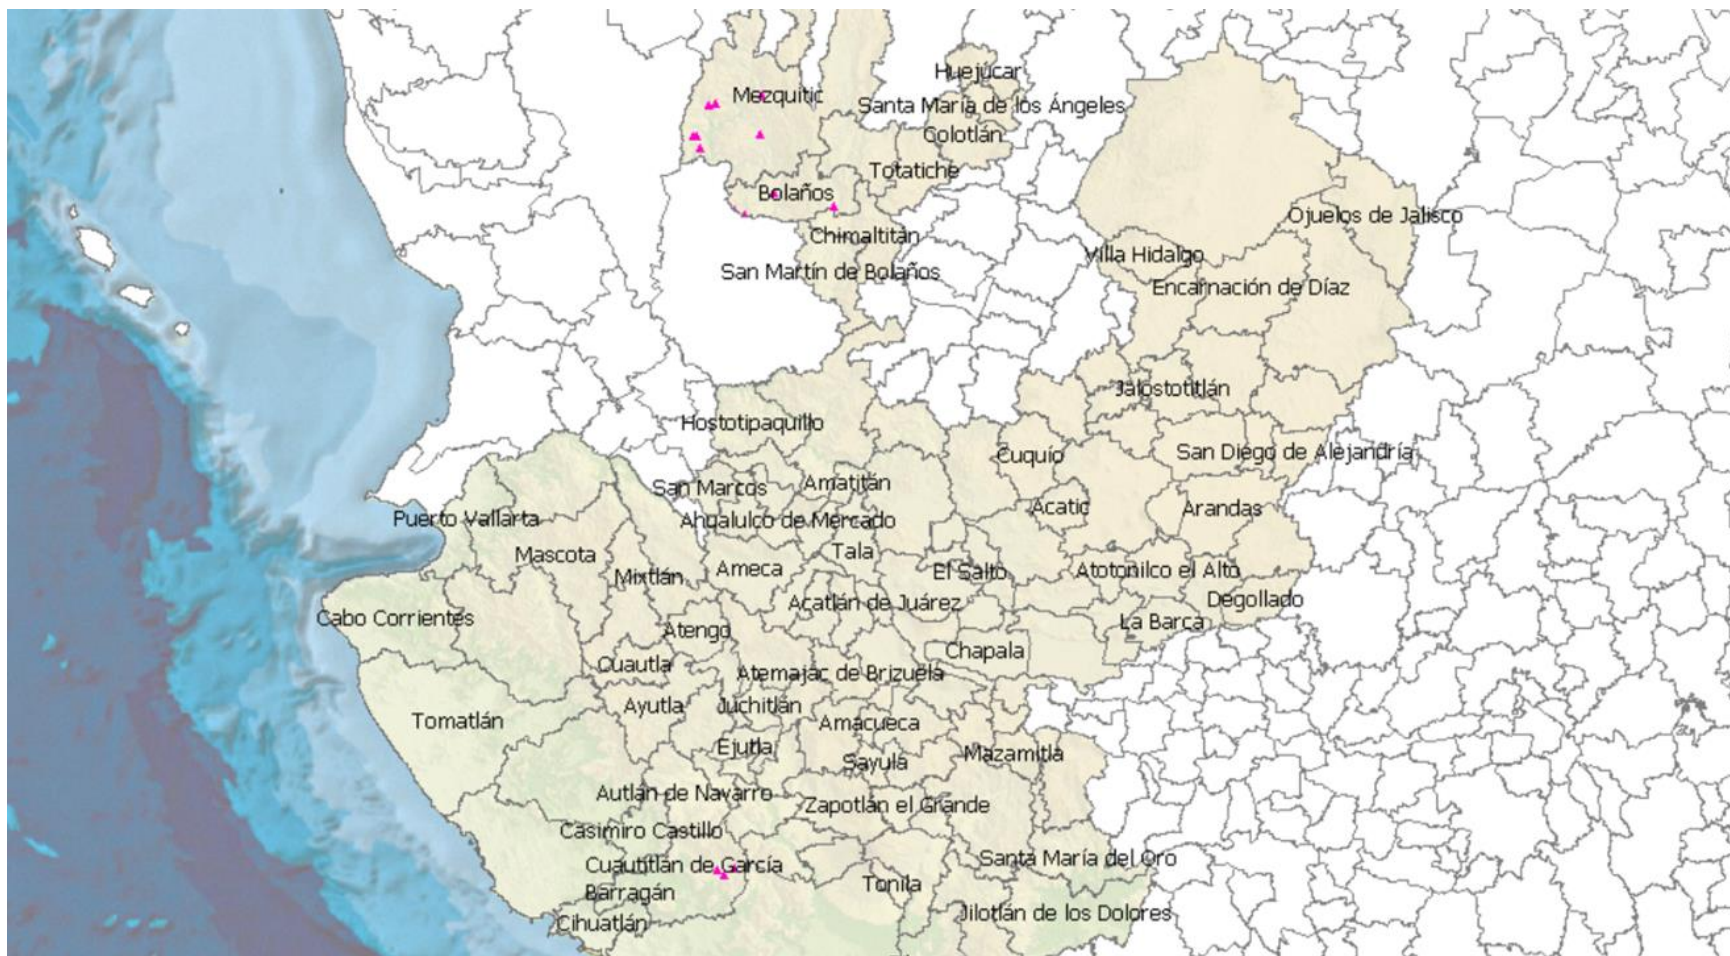 Huejúcar
Mezquitic
Santa María de los Ángeles
Colotlán
Totatiche
Bolaños
Ojuelos de Jalisco
Chimaltitán
Villa Hidalgo
San Martín de Bolaños
Encarnación de Díaz
Jalostotitlán
Hostotipaquillo
Cuquío
San Diego de Alejandría
San Marcos
Amatitán
Acatic
Arandas
Puerto Vallarta
Ahualulco de Mercado
Mascota
Tala
Mixtlán
Ameca
El Salto
Atotonilco el Alto
Cabo Corrientes
Acatlán de Juárez
Degollado
La Barca
Atengo
Chapala
Cuautla
Atemajac de Brizuela
Ayutla
Juchitlán
Tomatlán
Amacueca
Ejutla
Mazamitla
Sayula
Autlán de Navarro
Zapotlán el Grande
Casimiro Castillo
Santa María del Oro
Cuautitlán de García
Barragán
Tonila
Cihuatlán
Jilotlán de los Dolores